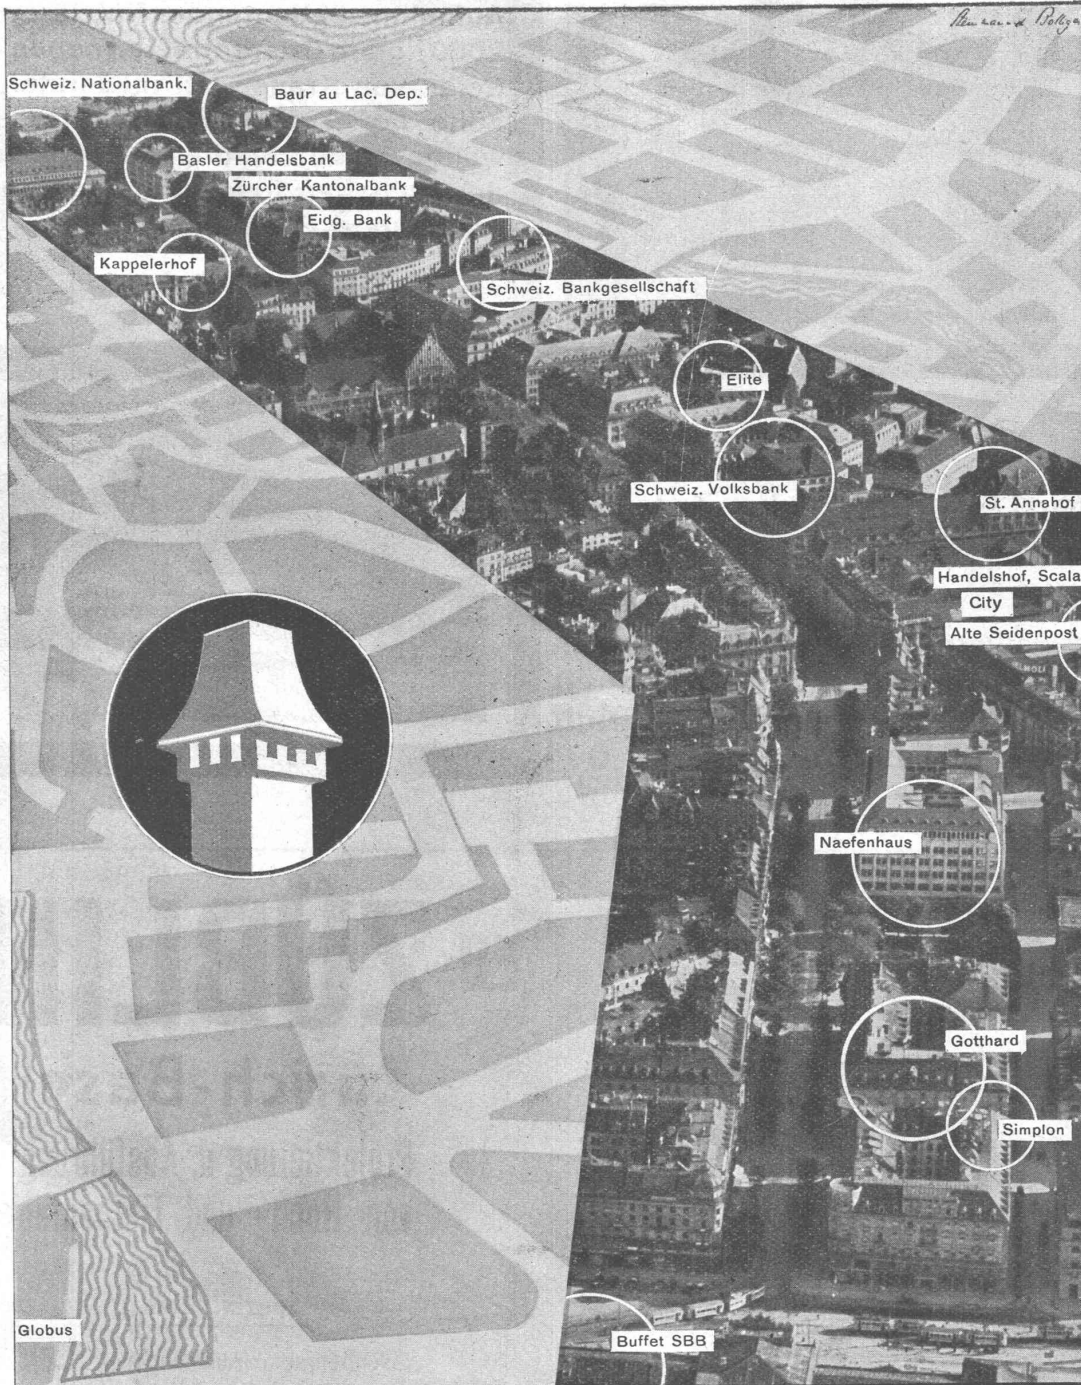 Schweiz. Nationalbank.
Baur au Lac. Dep.
Basler Handelsbank
Zürcher Kantonalbank
Eidg. Bank
Kappelerhof
Schweiz. Bankgesellschaft
Elite
Schweiz. Volksbank
St. Annahof
Handelshof, Scala
City
Alte Seidenpost
Naefenhaus
Gotthard
Simplon
Globus
Buffet SBB